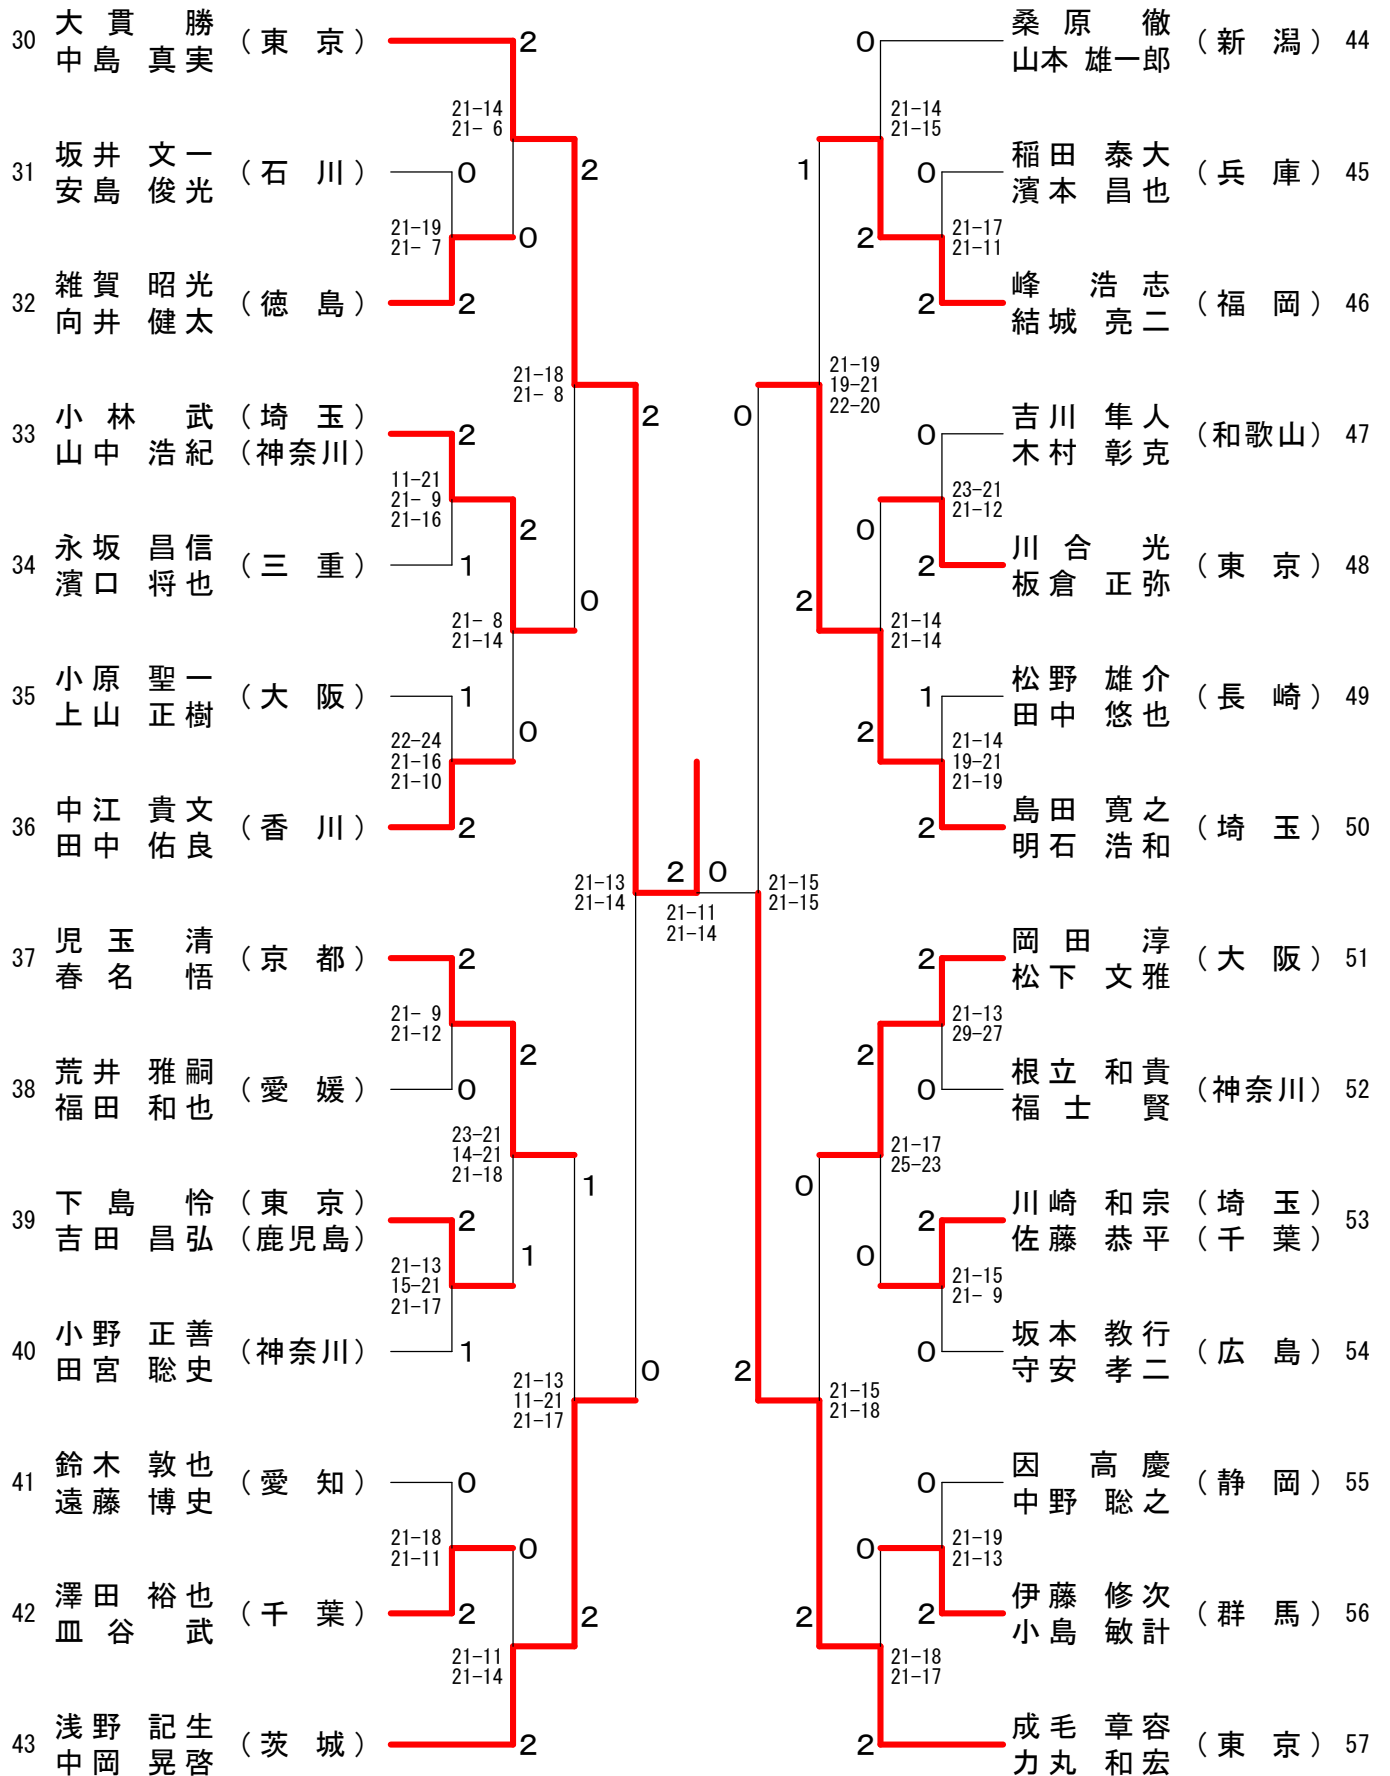 30 大貫 勝 (東 京) 2
中島 真実
21-14
21- 6
31 坂井 文一 (石 川) 0
安島 俊光
2
21-19
21- 7
0
32 雑賀 昭光 (徳 島) 2
向井 健太
21-18
21- 8
2
33 小林 武 (埼 玉) 2
山中 浩紀 (神奈川)
11-21
21- 9
21-16
2
34 永坂 昌信 (三 重) 1
濱口 将也
0
21- 8
21-14
35 小原 聖一 (大 阪) 1
上山 正樹
0
22-24
21-16
21-10
36 中江 貴文 (香 川) 2
田中 佑良
21-13
21-14
37 児玉 清 (京 都) 2
春名 悟
21- 9
21-12
2
38 荒井 雅嗣 (愛 媛) 0
福田 和也
23-21
14-21
21-18
1
39 下島 怜 (東 京) 2
吉田 昌弘 (鹿児島)
1
21-13
15-21
21-17
40 小野 正善 (神奈川) 1
田宮 聡史
0
21-13
11-21
21-17
41 鈴木 敦也 (愛 知) 0
遠藤 博史
21-18
21-11
0
42 澤田 裕也 (千 葉) 2
皿谷 武
2
21-11
21-14
43 浅野 記生 (茨 城) 2
中岡 晃啓
2 0
21-11
21-14
0 桑原 徹 (新 潟) 44
山本 雄一郎
21-14
21-15
1
0 稲田 泰大 (兵 庫) 45
濱本 昌也
2
21-17
21-11
2 峰 浩志 (福 岡) 46
結城 亮二
21-19
19-21
22-20
0
0 吉川 隼人 (和歌山) 47
木村 彰克
23-21
21-12
0
2 川合 光 (東 京) 48
板倉 正弥
2
21-14
21-14
1 松野 雄介 (長 崎) 49
田中 悠也
2
21-14
19-21
21-19
2 島田 寛之 (埼 玉) 50
明石 浩和
21-15
21-15
2 岡田 淳 (大 阪) 51
松下 文雅
21-13
29-27
2
0 根立 和貴 (神奈川) 52
福士 賢
21-17
25-23
0
2 川崎 和宗 (埼 玉) 53
佐藤 恭平 (千 葉)
0
21-15
21- 9
0 坂本 教行 (広 島) 54
守安 孝二
2
21-15
21-18
0 因 高慶 (静 岡) 55
中野 聡之
21-19
21-13
0
2 伊藤 修次 (群 馬) 56
小島 敏計
2
21-18
21-17
2 成毛 章容 (東 京) 57
力丸 和宏